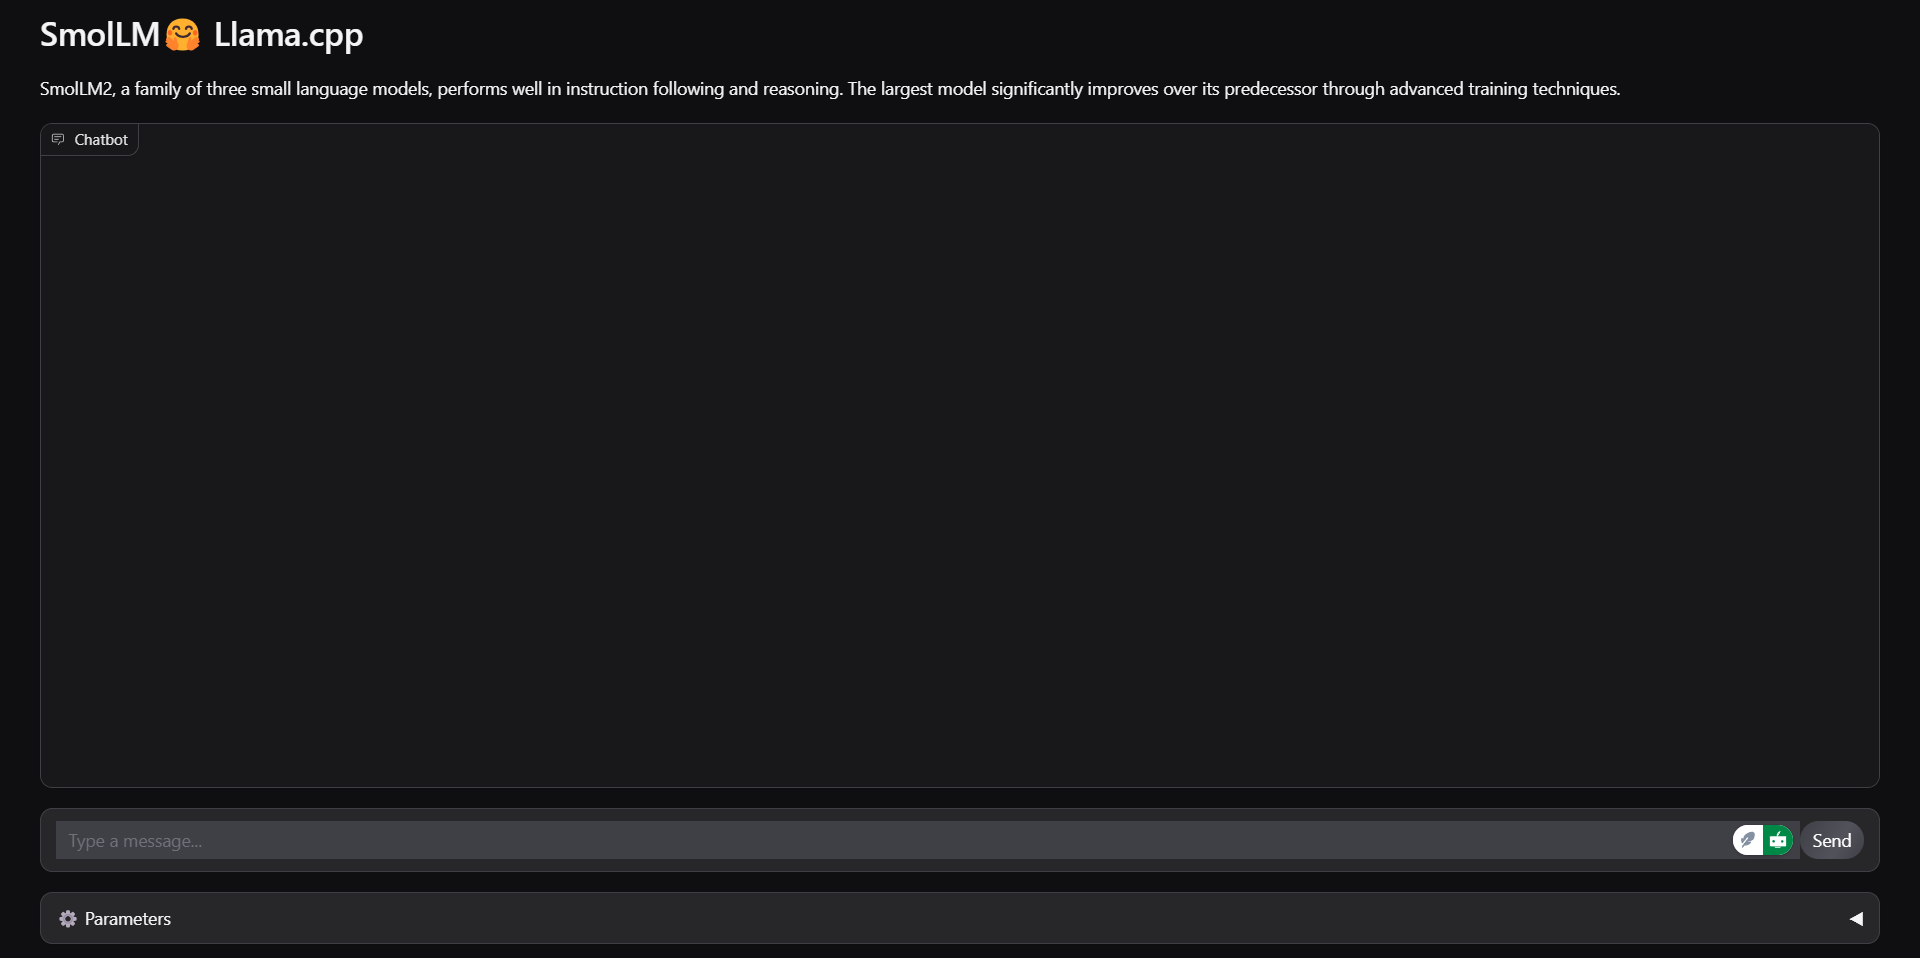 SmolLM🤗 Llama.cpp
SmolLM2, a family of three small language models, performs well in instruction following and reasoning. The largest model significantly improves over its predecessor through advanced training techniques.
Chatbot
Type a message...
Send
Parameters